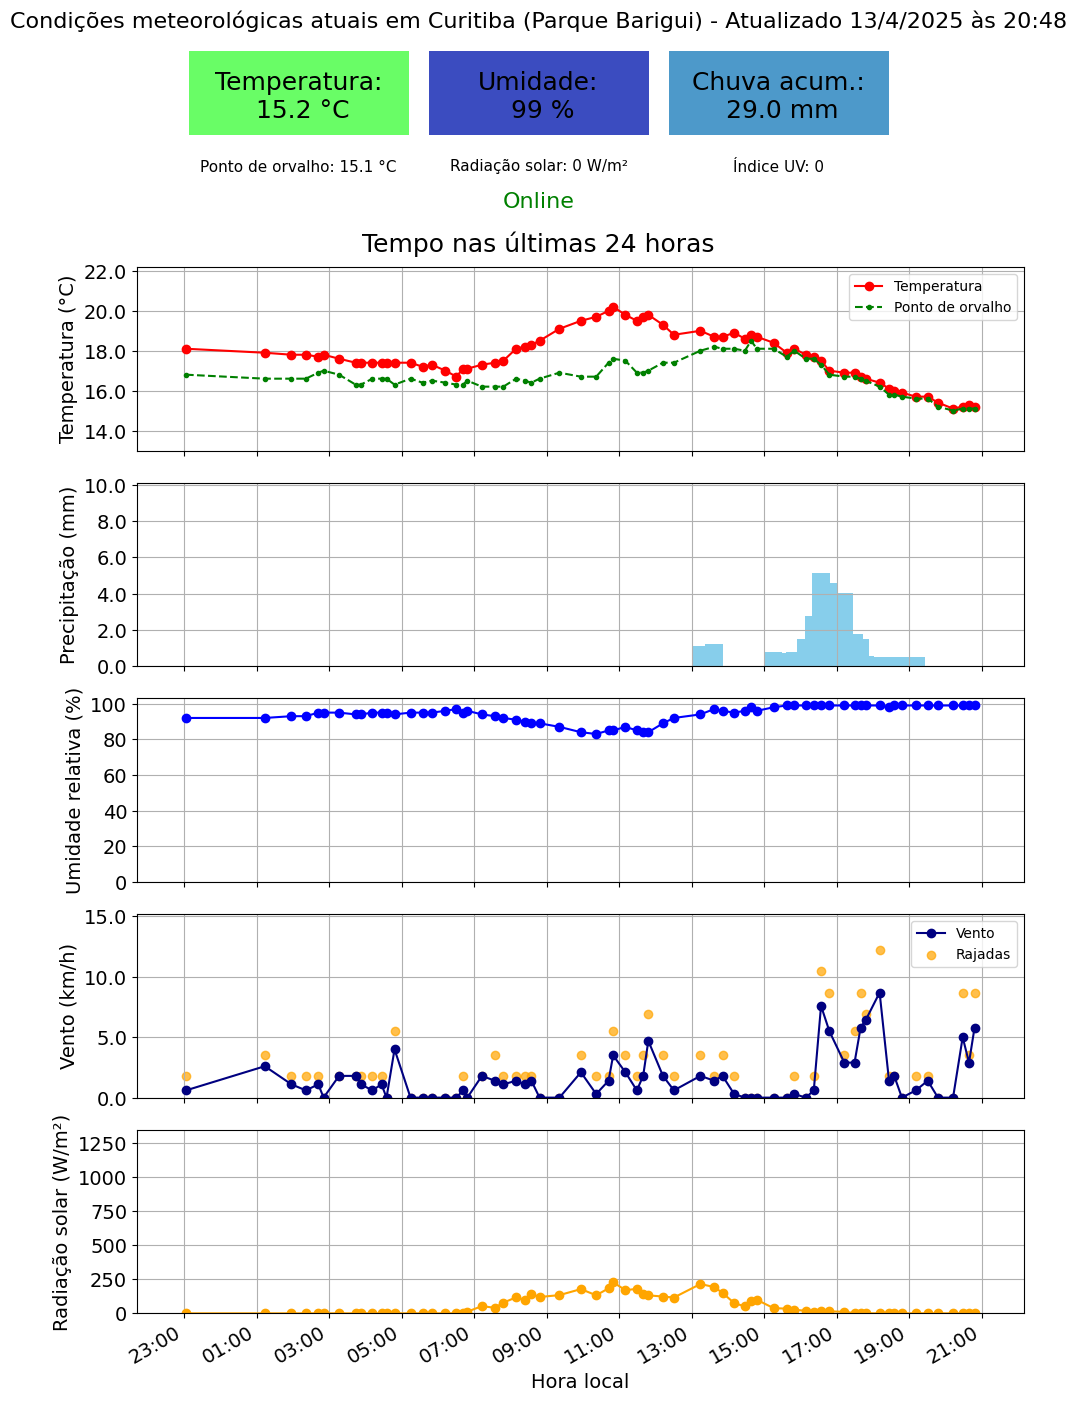 Condições meteorológicas atuais em Curitiba (Parque Barigui) - Atualizado 13/4/2025 às 20:48
Temperatura:
15.2 °C
Umidade:
99 %
Chuva acum.:
29.0 mm
Ponto de orvalho: 15.1 °C
Radiação solar: 0 W/m²
Índice UV: 0
Online
Tempo nas últimas 24 horas
Temperatura (°C)
22.0
20.0
18.0
16.0
14.0
Temperatura
Ponto de orvalho
Precipitação (mm)
10.0
8.0
6.0
4.0
2.0
0.0
Umidade relativa (%)
100
80
60
40
20
0
Vento (km/h)
15.0
10.0
5.0
0.0
Vento
Rajadas
Radiação solar (W/m²)
1250
1000
750
500
250
0
23:00
01:00
03:00
05:00
07:00
09:00
11:00
13:00
15:00
17:00
19:00
21:00
Hora local